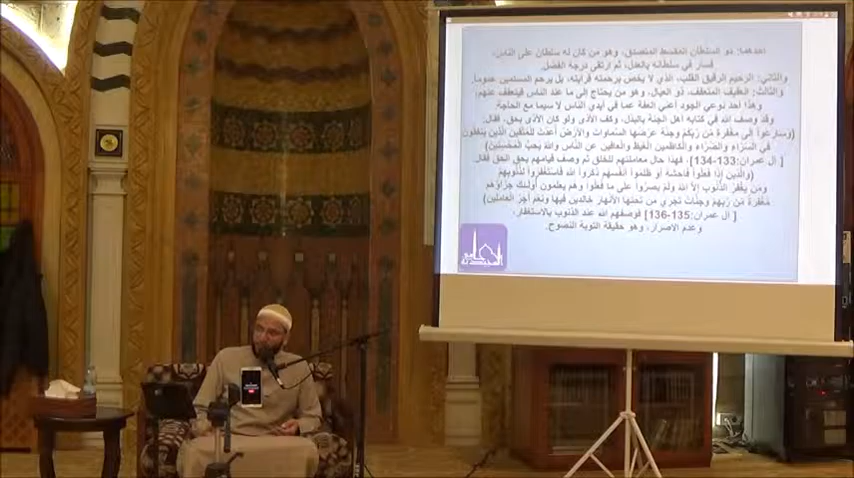 احدهما: ذو السلطان المقسط المتصدق، وهو من كان له سلطان على الناس،
فسار في سلطانه بالعدل، ثم ارتقى درجة الفضل.
والثاني: الرحيم الرقيق القلب، الذي لا يخص برحمته قرابته، بل يرحم المسلمين عموما.
والثالث: العفيف المتعفف، ذو العيال، وهو من يحتاج إلى ما عند الناس فيتعفف عنهم،
وهذا أحد نوعي الجود أعني العفة عما في أيدي الناس لا سيما مع الحاجة.
وقد وصف الله في كتابه أهل الجنة بالبذل، وكف الأذى ولو كان الأذى بحق، فقال.
(وسارعوا إلى مغفرة من ربكم وجنة عرضها السماوات والأرض أعدت للمتقين الذين ينفقون
في السراء والضراء والكاظمين الغيظ والعافين عن الناس والله يحب المحسنين)
[ آل عمران:133-134]. فهذا حال معاملتهم للخلق ثم وصف قيامهم بحق الحق فقال.
(والذين إذا فعلوا فاحشة أو ظلموا أنفسهم ذكروا الله فاستغفروا لذنوبهم
ومن يغفر الذنوب إلا الله ولم يصروا على ما فعلوا وهم يعلمون أولئك جزاؤهم
مغفرة من ربهم وجنات تجري من تحتها الأنهار خالدين فيها ونعم أجر العاملين)
[ آل عمران:135-136] فوصفهم الله عند الذنوب بالاستغفار،
وعدم الاصرار، وهو حقيقة التوبة النصوح.